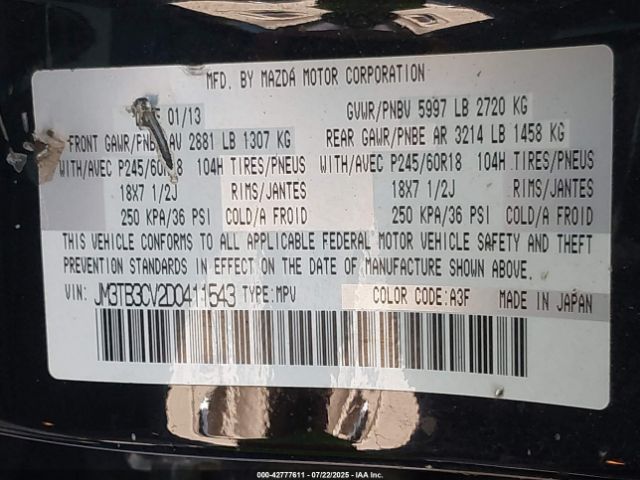 MFD. BY MAZDA MOTOR CORPORATION
01/13 GVWR/PNBV 5997 LB 2720 KG
FRONT GAWR/PNBE AV 2881 LB 1307 KG REAR GAWR/PNBE AR 3214 LB 1458 KG
WITH/AVEC P245/60R18 104H TIRES/PNEUS WITH/AVEC P245/60R18 104H TIRES/PNEUS
18X7 1/2J RIMS/JANTES 18X7 1/2J RIMS/JANTES
250 KPA/36 PSI COLD/A FROID 250 KPA/36 PSI COLD/A FROID
THIS VEHICLE CONFORMS TO ALL APPLICABLE FEDERAL MOTOR VEHICLE SAFETY AND THEFT
PREVENTION STANDARDS IN EFFECT ON THE DATE OF MANUFACTURE SHOWN ABOVE.
VIN: JM3TB3CV2D0411543 TYPE:MPV COLOR CODE:A3F MADE IN JAPAN
000-42777611 - 07/22/2025 - IAA Inc.